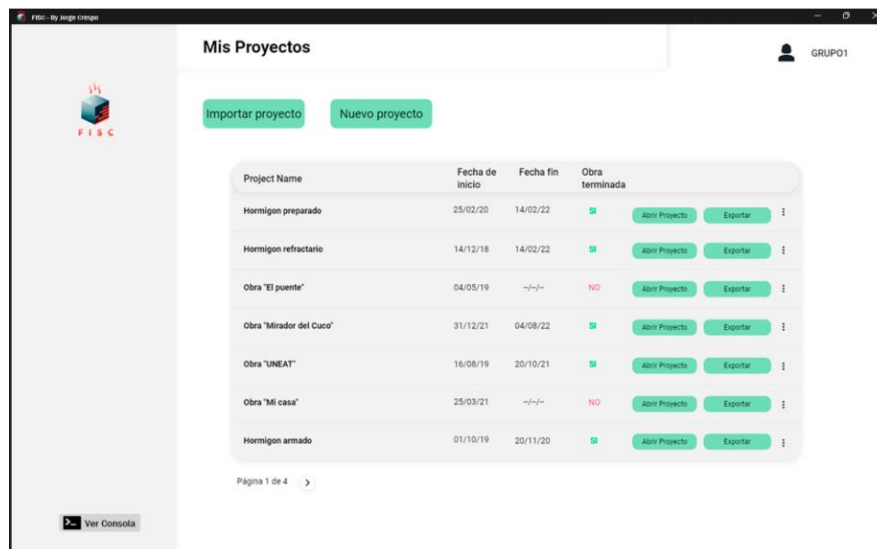 FISC - By Jorge Crespo
Mis Proyectos
GRUPO1
FISC
Importar proyecto Nuevo proyecto
Project Name Fecha de inicio Fecha fin Obra terminada
Hormigon preparado 25/02/20 14/02/22 SI Abrir Proyecto Exportar
Hormigon refractario 14/12/18 14/02/22 SI Abrir Proyecto Exportar
Obra "El puente" 04/05/19 --/--/-- NO Abrir Proyecto Exportar
Obra "Mirador del Cuco" 31/12/21 04/08/22 SI Abrir Proyecto Exportar
Obra "UNEAT" 16/08/19 20/10/21 SI Abrir Proyecto Exportar
Obra "Mi casa" 25/03/21 --/--/-- NO Abrir Proyecto Exportar
Hormigon armado 01/10/19 20/11/20 SI Abrir Proyecto Exportar
Página 1 de 4 >
Ver Consola